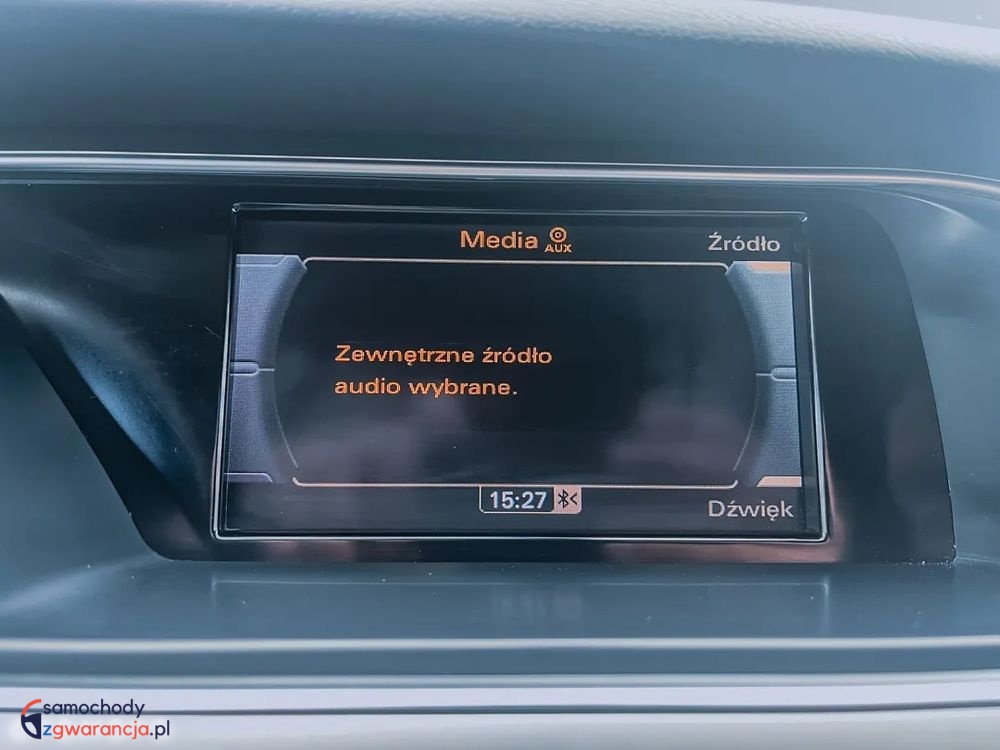 Media AUX
Źródło
Zewnętrzne źródło
audio wybrane.
15:27
Dźwięk
samochody
zgwarancja.pl